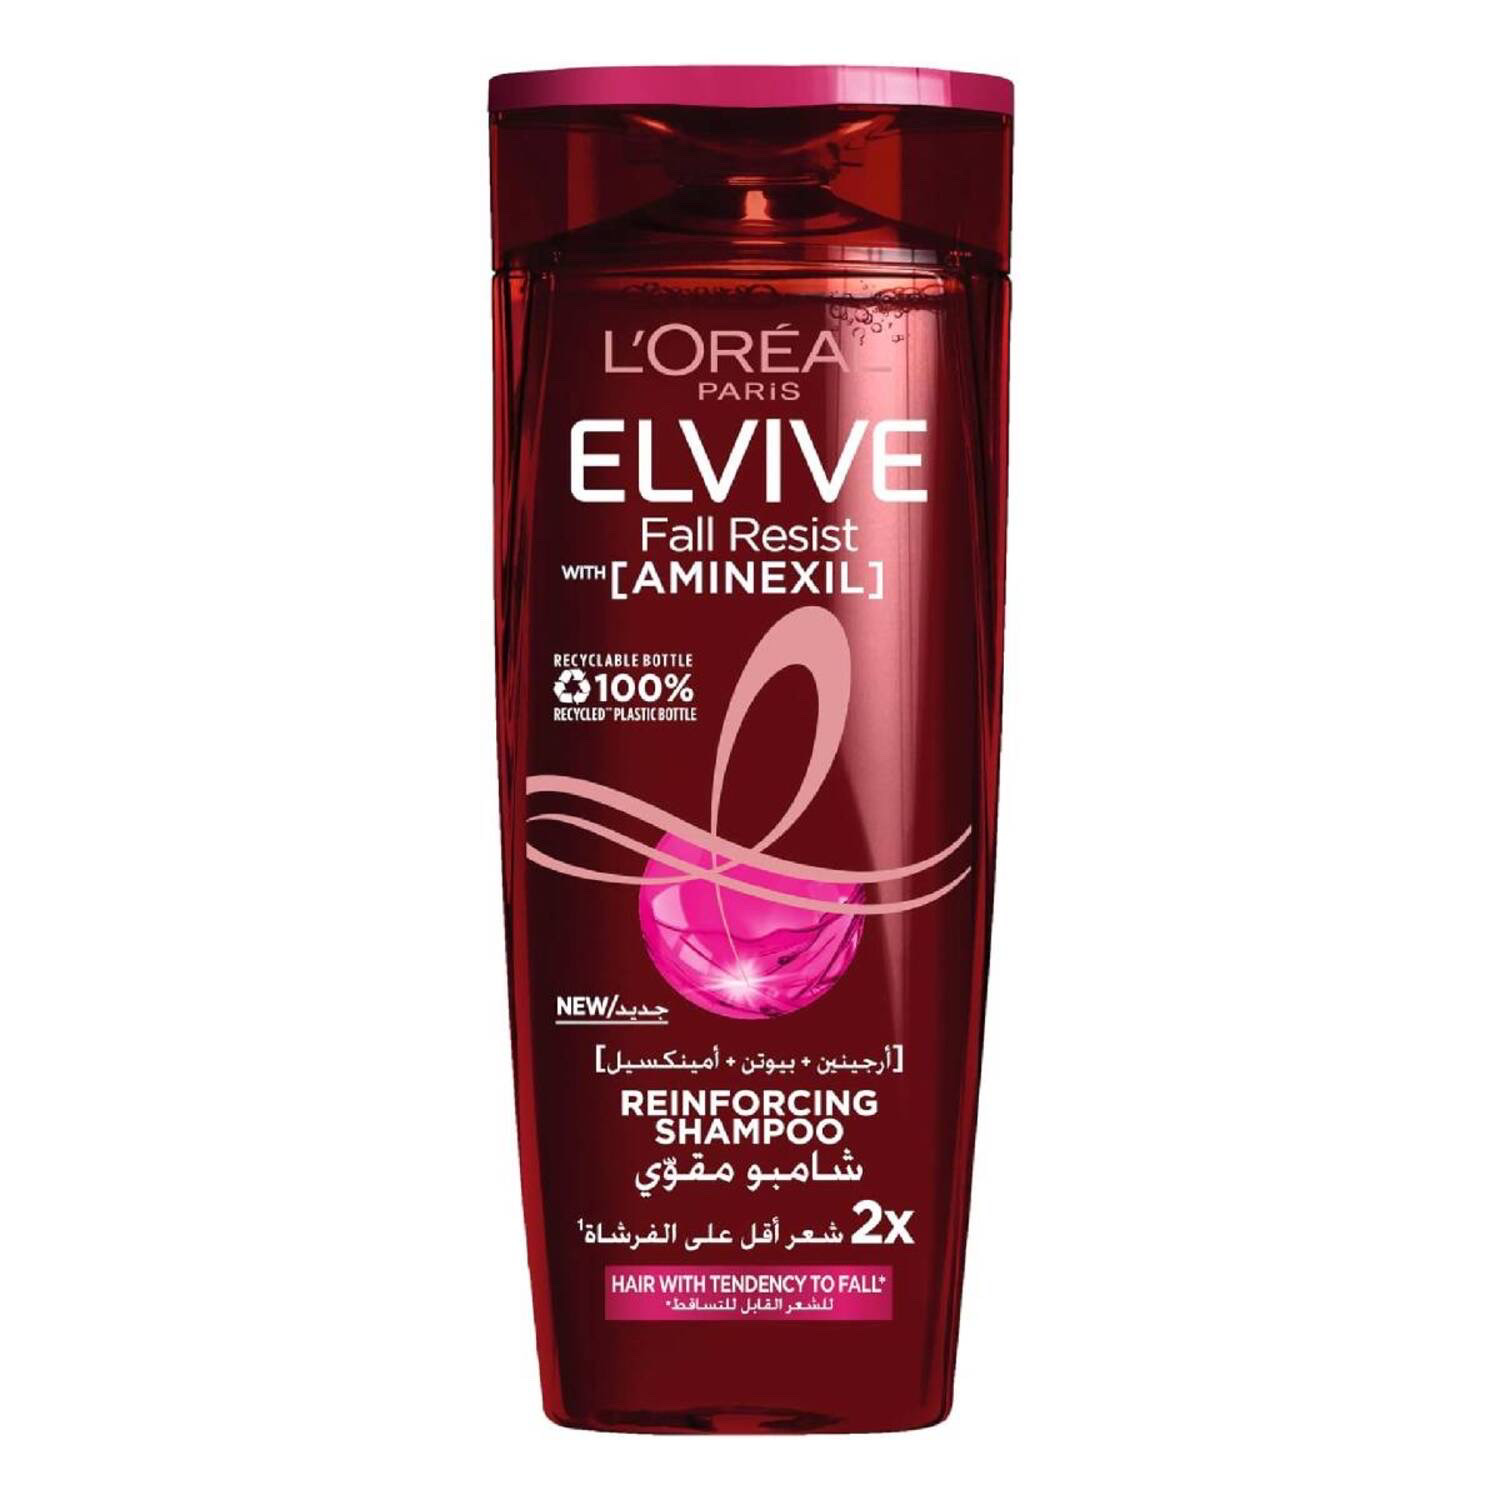 L'ORÉAL
PARiS
ELVIVE
Fall Resist
WITH [AMINEXIL]
RECYCLABLE BOTTLE
100%
RECYCLED** PLASTIC BOTTLE
NEW/جديد
[أرجينين + بيوتن + أمينكسيل]
REINFORCING
SHAMPOO
شامبو مقوّي
2x شعر أقل على الفرشاة¹
HAIR WITH TENDENCY TO FALL*
للشعر القابل للتساقط*